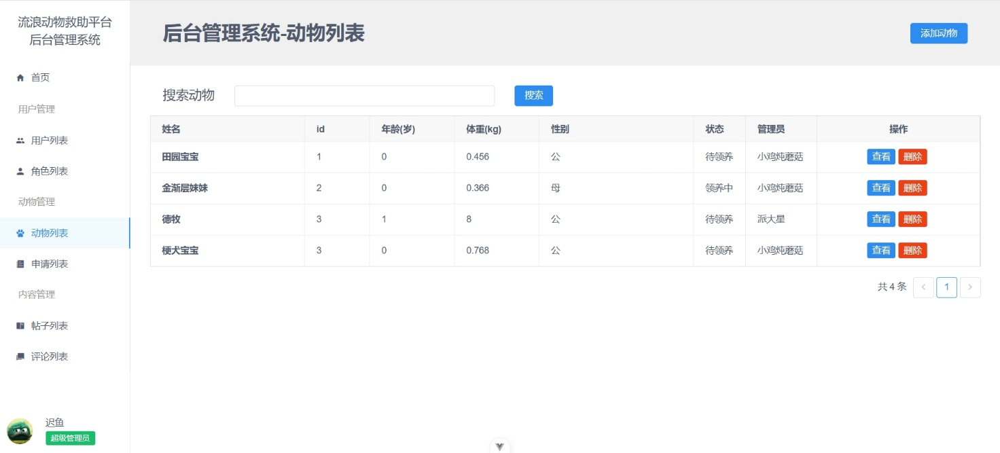 流浪动物救助平台
后台管理系统
首页
用户管理
用户列表
角色列表
动物管理
动物列表
申请列表
内容管理
帖子列表
评论列表
迟鱼
超级管理员
后台管理系统-动物列表
添加动物
搜索动物 搜索
姓名 id 年龄(岁) 体重(kg) 性别 状态 管理员 操作
田园宝宝 1 0 0.456 公 待领养 小鸡炖蘑菇 查看 删除
金渐层妹妹 2 0 0.366 母 领养中 小鸡炖蘑菇 查看 删除
德牧 3 1 8 公 待领养 派大星 查看 删除
梗犬宝宝 3 0 0.768 公 待领养 小鸡炖蘑菇 查看 删除
共 4 条 < 1 >